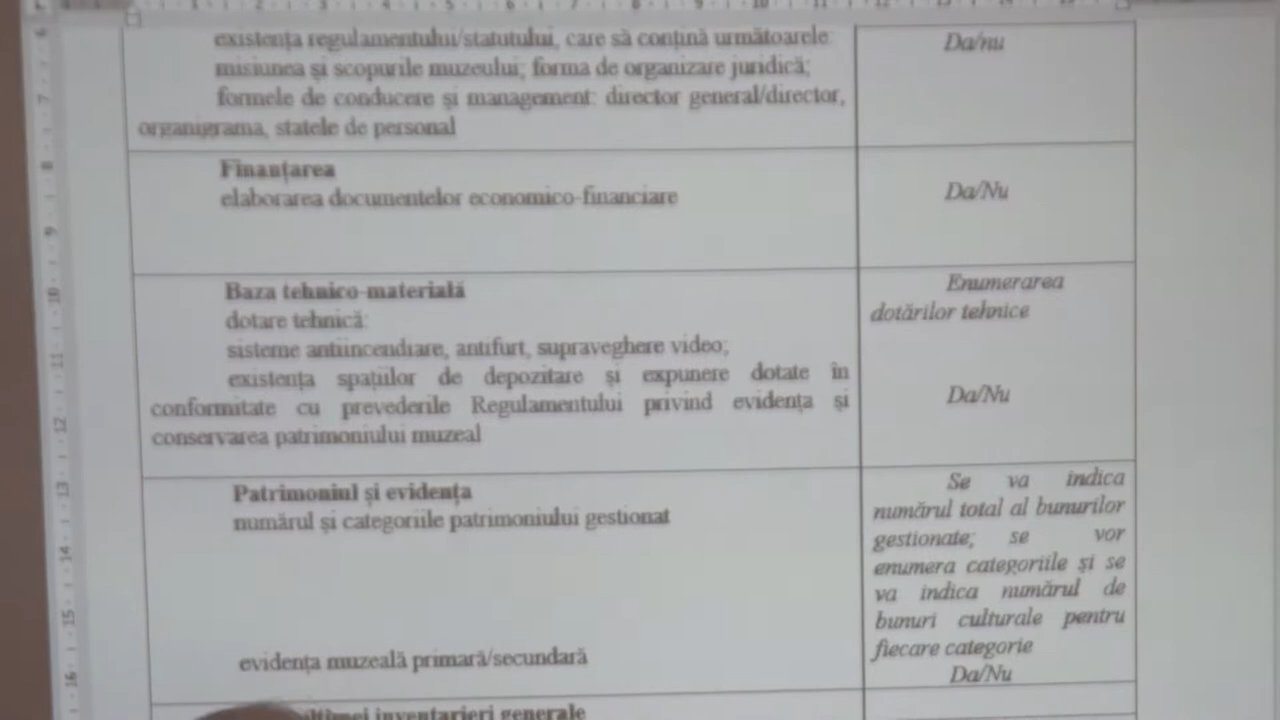 existența regulamentului/statutului, care să conțină următoarele:
misiunea și scopurile muzeului; forma de organizare juridică;
formele de conducere și management: director general/director,
organigrama, statele de personal
Da/nu
Finanțarea
elaborarea documentelor economico-financiare
Da/Nu
Baza tehnico-materială
dotare tehnică:
sisteme antiincendiare, antifurt, supraveghere video;
existența spațiilor de depozitare și expunere dotate în
conformitate cu prevederile Regulamentului privind evidența și
conservarea patrimoniului muzeal
Enumerarea
dotărilor tehnice
Da/Nu
Patrimoniul și evidența
numărul și categoriile patrimoniului gestionat
evidența muzeală primară/secundară
Se va indica
numărul total al bunurilor
gestionate; se vor
enumera categoriile și se
va indica numărul de
bunuri culturale pentru
fiecare categorie
Da/Nu
inventarieri generale